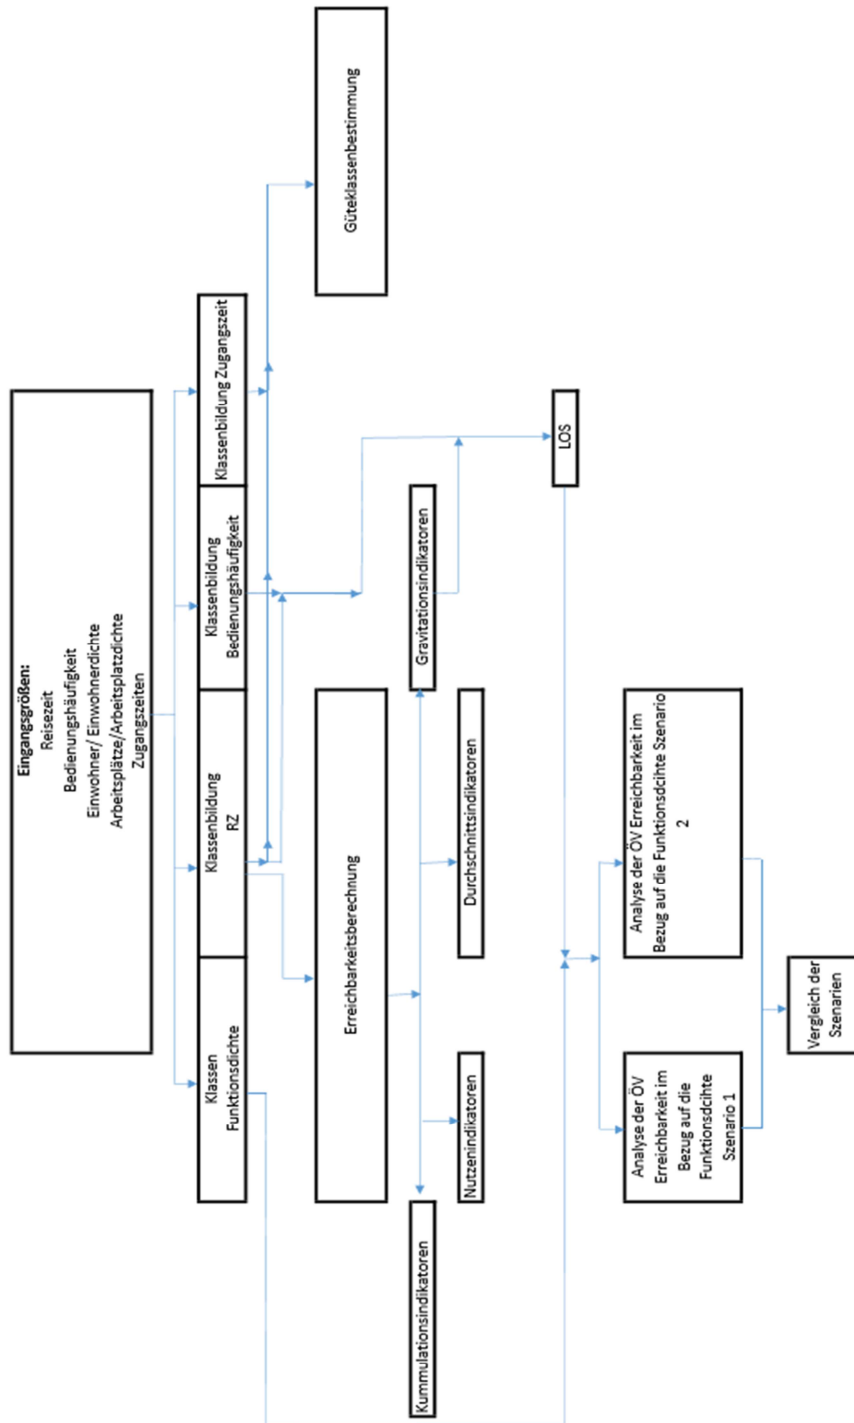 Eingangsgrößen:
Reisezeit
Bedienungshäufigkeit
Einwohner/ Einwohnerdichte
Arbeitsplätze/Arbeitsplatzdichte
Zugangszeiten
Klassen
Funktionsdichte
Klassenbildung
RZ
Klassenbildung
Bedienungshäufigkeit
Klassenbildung Zugangszeit
Erreichbarkeitsberechnung
Güteklassenbestimmung
Kummulationsindikatoren
Gravitationsindikatoren
Nutzenindikatoren
Durchschnittsindikatoren
LOS
Analyse der ÖV
Erreichbarkeit im
Bezug auf die
Funktionsdcihte
Szenario 1
Analyse der ÖV Erreichbarkeit im
Bezug auf die Funktionsdcihte Szenario
2
Vergleich der
Szenarien